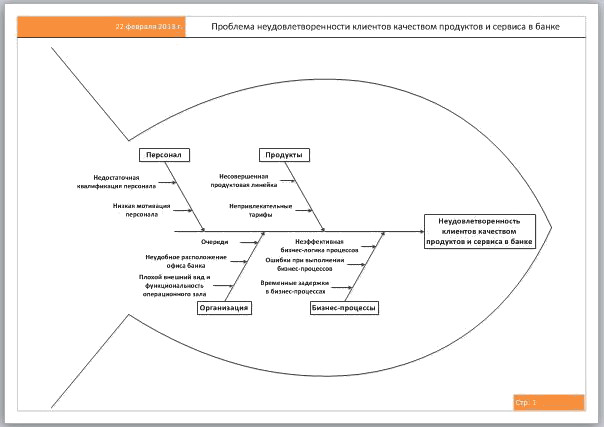 22 февраля 2013 г.
Проблема неудовлетворенности клиентов качеством продуктов и сервиса в банке
Персонал
Продукты
Недостаточная
квалификация персонала
Несовершенная
продуктовая линейка
Низкая мотивация
персонала
Непривлекательные
тарифы
Неудовлетворенность
клиентов качеством
продуктов и сервиса в банке
Очереди
Неудобное расположение
офиса банка
Плохой внешний вид и
функциональность
операционного зала
Неэффективная
бизнес-логика процессов
Ошибки при выполнении
бизнес-процессов
Временные задержки
в бизнес-процессах
Организация
Бизнес-процессы
Стр. 1